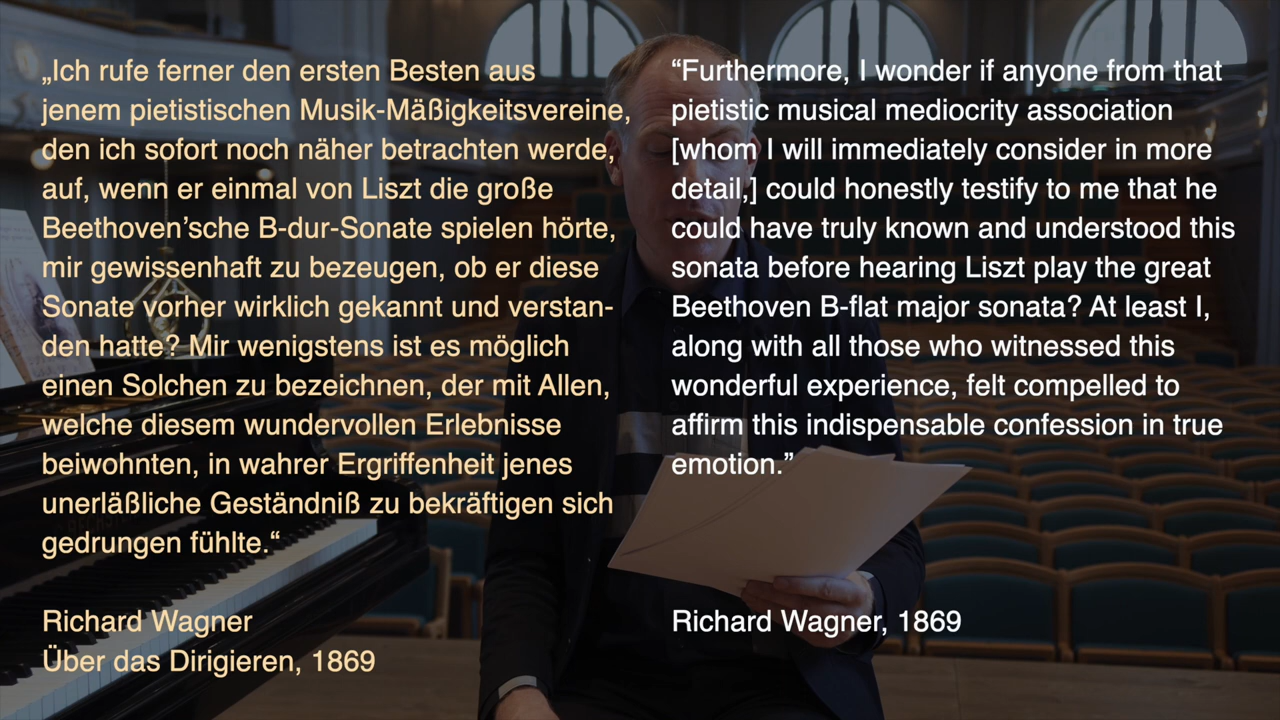 „Ich rufe ferner den ersten Besten aus
jenem pietistischen Musik-Mäßigkeitsvereine,
den ich sofort noch näher betrachten werde,
auf, wenn er einmal von Liszt die große
Beethoven’sche B-dur-Sonate spielen hörte,
mir gewissenhaft zu bezeugen, ob er diese
Sonate vorher wirklich gekannt und verstan-
den hatte? Mir wenigstens ist es möglich
einen Solchen zu bezeichnen, der mit Allen,
welche diesem wundervollen Erlebnisse
beiwohnten, in wahrer Ergriffenheit jenes
unerläßliche Geständniß zu bekräftigen sich
gedrungen fühlte.“
Richard Wagner
Über das Dirigieren, 1869
“Furthermore, I wonder if anyone from that
pietistic musical mediocrity association
[whom I will immediately consider in more
detail,] could honestly testify to me that he
could have truly known and understood this
sonata before hearing Liszt play the great
Beethoven B-flat major sonata? At least I,
along with all those who witnessed this
wonderful experience, felt compelled to
affirm this indispensable confession in true
emotion.”
Richard Wagner, 1869